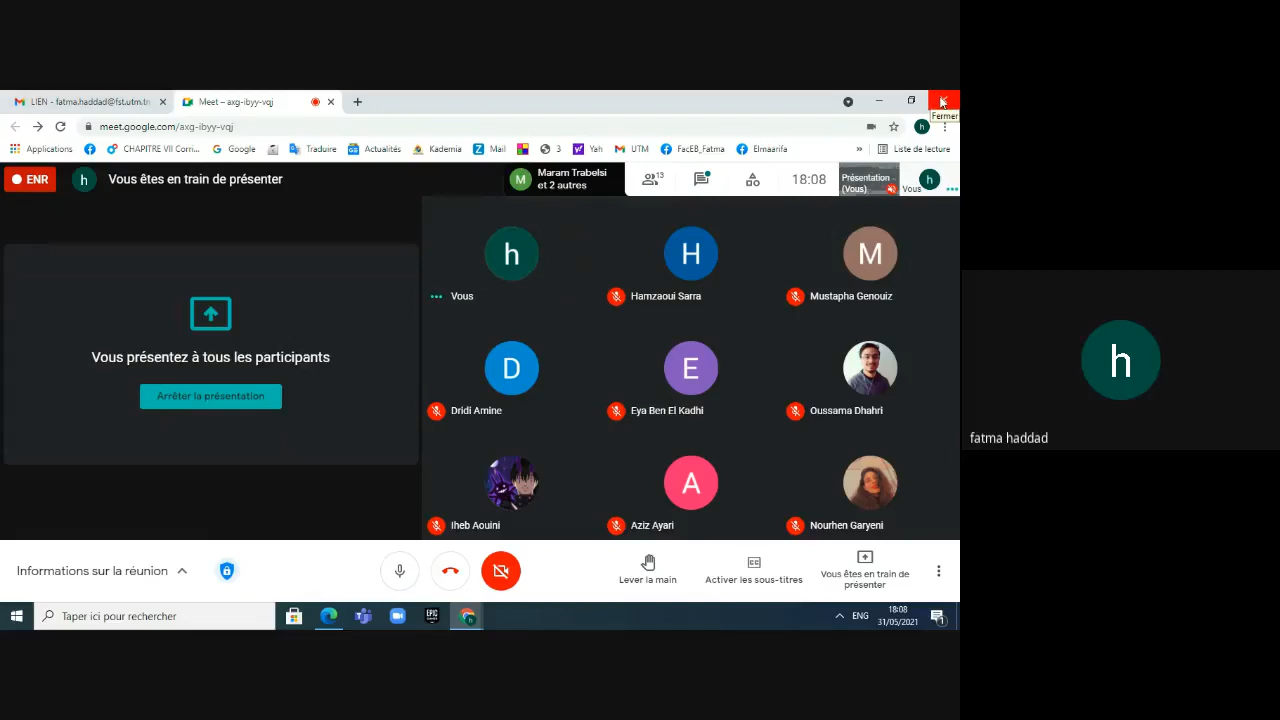 LIEN - fatma.haddad@fst.utm.tn
Meet – axg-ibyy-vqj
Fermer
meet.google.com/axg-ibyy-vqj
h
Applications
CHAPITRE VII Corri...
Google
Traduire
Actualités
Kademia
Mail
3
Yah
UTM
FacEB_Fatma
Elmaarifa
»
Liste de lecture
ENR
h
Vous êtes en train de présenter
M
Maram Trabelsi
et 2 autres
13
18:08
Présentation
(Vous)
Vous
h
h
Vous
H
Hamzaoui Sarra
M
Mustapha Genouiz
Vous présentez à tous les participants
Arrêter la présentation
D
Dridi Amine
E
Eya Ben El Kadhi
Oussama Dhahri
h
fatma haddad
Iheb Aouini
A
Aziz Ayari
Nourhen Garyeni
Informations sur la réunion
Lever la main
Activer les sous-titres
Vous êtes en train de
présenter
Taper ici pour rechercher
EPIC
ENG
18:08
31/05/2021
1